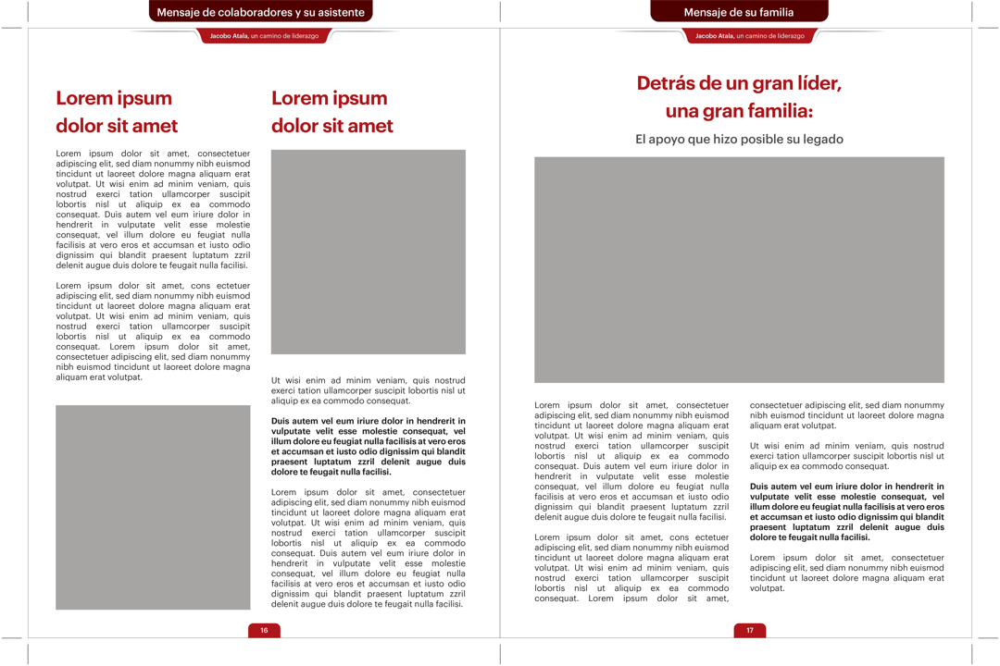 Mensaje de colaboradores y su asistente
Jacobo Atala, un camino de liderazgo
Lorem ipsum
dolor sit amet
Lorem ipsum dolor sit amet, consectetuer
adipiscing elit, sed diam nonummy nibh euismod
tincidunt ut laoreet dolore magna aliquam erat
volutpat. Ut wisi enim ad minim veniam, quis
nostrud exerci tation ullamcorper suscipit
lobortis nisl ut aliquip ex ea commodo
consequat. Duis autem vel eum iriure dolor in
hendrerit in vulputate velit esse molestie
consequat, vel illum dolore eu feugiat nulla
facilisis at vero eros et accumsan et iusto odio
dignissim qui blandit praesent luptatum zzril
delenit augue duis dolore te feugait nulla facilisi.
Lorem ipsum dolor sit amet, cons ectetuer
adipiscing elit, sed diam nonummy nibh euismod
tincidunt ut laoreet dolore magna aliquam erat
volutpat. Ut wisi enim ad minim veniam, quis
nostrud exerci tation ullamcorper suscipit
lobortis nisl ut aliquip ex ea commodo
consequat. Lorem ipsum dolor sit amet,
consectetuer adipiscing elit, sed diam nonummy
nibh euismod tincidunt ut laoreet dolore magna
aliquam erat volutpat.
Lorem ipsum
dolor sit amet
Ut wisi enim ad minim veniam, quis nostrud
exerci tation ullamcorper suscipit lobortis nisl ut
aliquip ex ea commodo consequat.
Duis autem vel eum iriure dolor in hendrerit in
vulputate velit esse molestie consequat, vel
illum dolore eu feugiat nulla facilisis at vero eros
et accumsan et iusto odio dignissim qui blandit
praesent luptatum zzril delenit augue duis
dolore te feugait nulla facilisi.
Lorem ipsum dolor sit amet, consectetuer
adipiscing elit, sed diam nonummy nibh euismod
tincidunt ut laoreet dolore magna aliquam erat
volutpat. Ut wisi enim ad minim veniam, quis
nostrud exerci tation ullamcorper suscipit
lobortis nisl ut aliquip ex ea commodo
consequat. Duis autem vel eum iriure dolor in
hendrerit in vulputate velit esse molestie
consequat, vel illum dolore eu feugiat nulla
facilisis at vero eros et accumsan et iusto odio
dignissim qui blandit praesent luptatum zzril
delenit augue duis dolore te feugait nulla facilisi.
16
Mensaje de su familia
Jacobo Atala, un camino de liderazgo
Detrás de un gran líder,
una gran familia:
El apoyo que hizo posible su legado
Lorem ipsum dolor sit amet, consectetuer
adipiscing elit, sed diam nonummy nibh euismod
tincidunt ut laoreet dolore magna aliquam erat
volutpat. Ut wisi enim ad minim veniam, quis
nostrud exerci tation ullamcorper suscipit
lobortis nisl ut aliquip ex ea commodo
consequat. Duis autem vel eum iriure dolor in
hendrerit in vulputate velit esse molestie
consequat, vel illum dolore eu feugiat nulla
facilisis at vero eros et accumsan et iusto odio
dignissim qui blandit praesent luptatum zzril
delenit augue duis dolore te feugait nulla facilisi.
Lorem ipsum dolor sit amet, cons ectetuer
adipiscing elit, sed diam nonummy nibh euismod
tincidunt ut laoreet dolore magna aliquam erat
volutpat. Ut wisi enim ad minim veniam, quis
nostrud exerci tation ullamcorper suscipit
lobortis nisl ut aliquip ex ea commodo
consequat. Lorem ipsum dolor sit amet,
consectetuer adipiscing elit, sed diam nonummy
nibh euismod tincidunt ut laoreet dolore magna
aliquam erat volutpat.
Ut wisi enim ad minim veniam, quis nostrud
exerci tation ullamcorper suscipit lobortis nisl ut
aliquip ex ea commodo consequat.
Duis autem vel eum iriure dolor in hendrerit in
vulputate velit esse molestie consequat, vel
illum dolore eu feugiat nulla facilisis at vero eros
et accumsan et iusto odio dignissim qui blandit
praesent luptatum zzril delenit augue duis
dolore te feugait nulla facilisi.
Lorem ipsum dolor sit amet, consectetuer
adipiscing elit, sed diam nonummy nibh euismod
tincidunt ut laoreet dolore magna aliquam erat
volutpat.
17